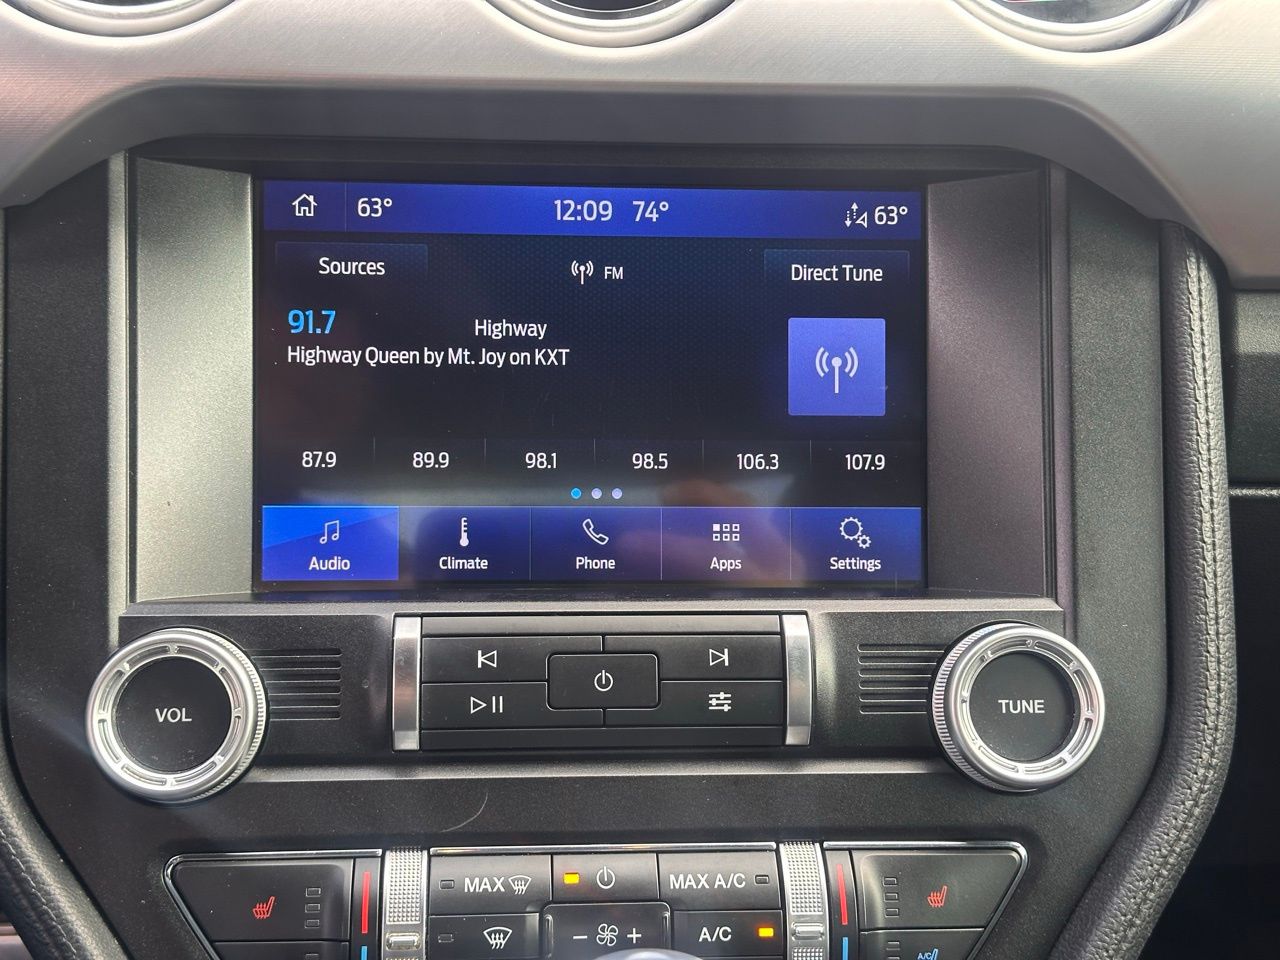 63° 12:09 74° 63°
Sources FM Direct Tune
91.7 Highway
Highway Queen by Mt. Joy on KXT
87.9 89.9 98.1 98.5 106.3 107.9
Audio Climate Phone Apps Settings
VOL TUNE
MAX MAX A/C
A/C
A/C